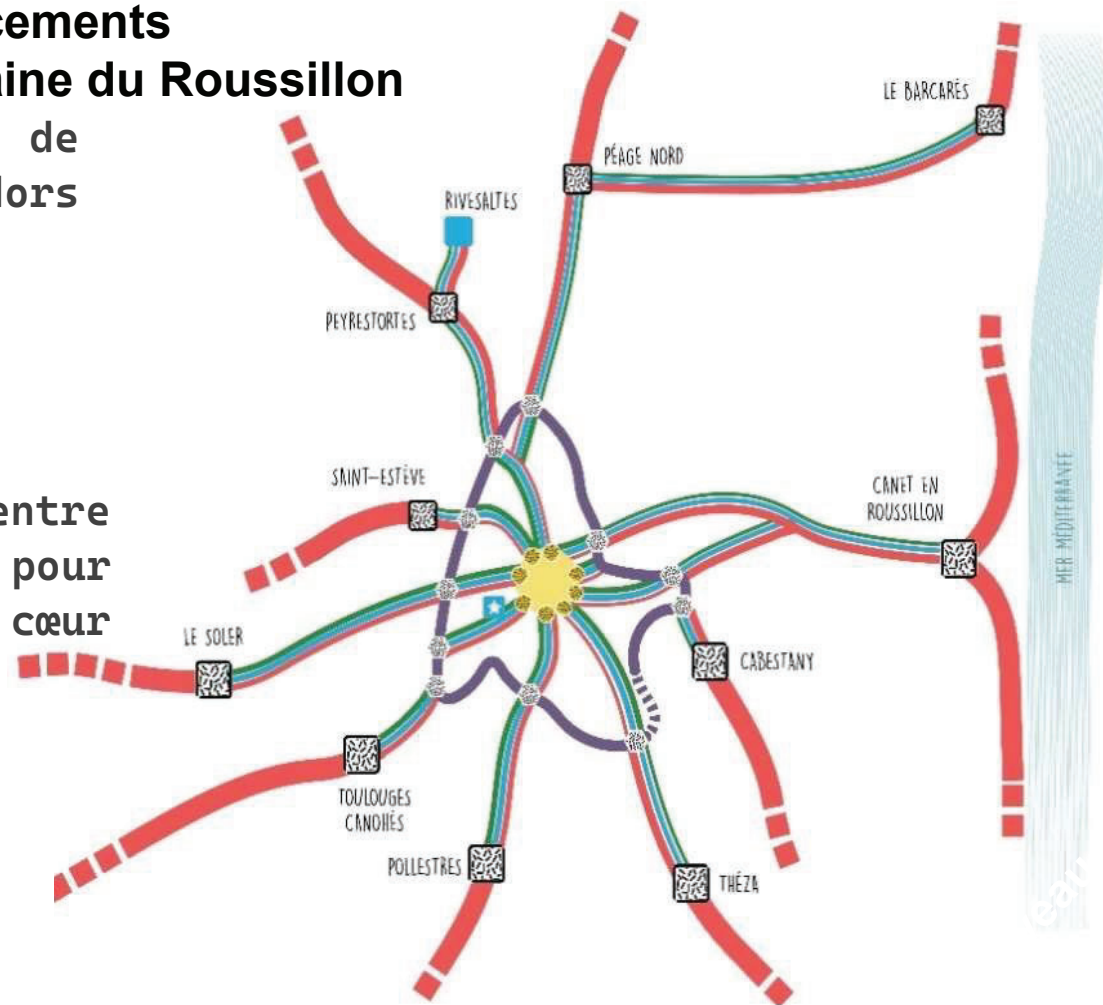 cements
aine du Roussillon
de
lors
LE BARCARÈS
PÉAGE NORD
RIVESALTES
PEYRESTORTES
entre
pour
cœur
SAINT-ESTÈVE
CANET EN
ROUSSILLON
MER MÉDITERRANÉE
LE SOLER
CABESTANY
TOULOUGES
CANOHÈS
POLLESTRES
THÉZA
eau